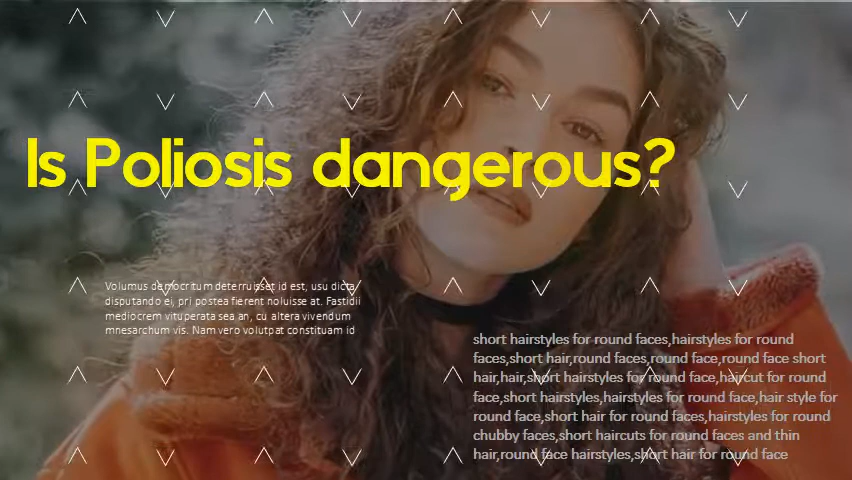 Is Poliosis dangerous?
Volumus democritum deterruisset id est, usu dicta
disputando ei, pri postea fierent noluisse at. Fastidii
mediocrem vituperata sea an, cu altera vivendum
mnesarchum vis. Nam vero volutpat constituam id
short hairstyles for round faces,hairstyles for round
faces,short hair,round faces,round face,round face short
hair,hair,short hairstyles for round face,haircut for round
face,short hairstyles,hairstyles for round face,hair style for
round face,short hair for round faces,hairstyles for round
chubby faces,short haircuts for round faces and thin
hair,round face hairstyles,short hair for round face